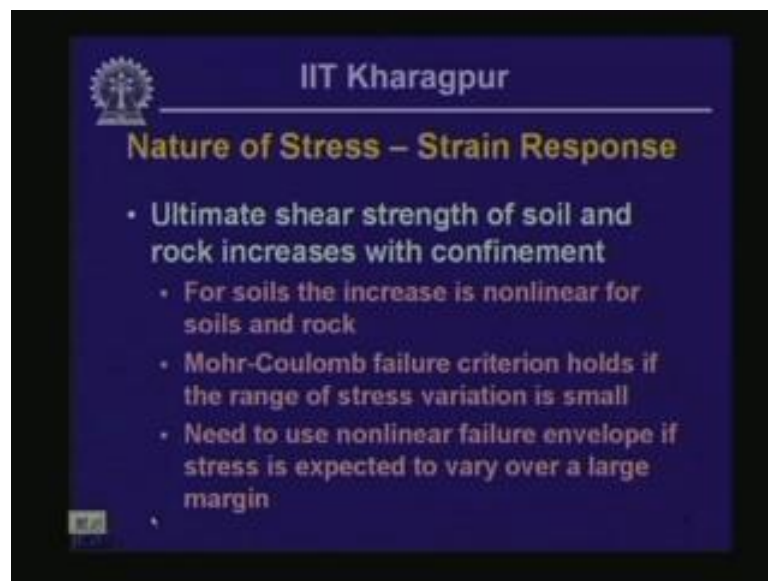 IIT Kharagpur
Nature of Stress – Strain Response
• Ultimate shear strength of soil and
rock increases with confinement
• For soils the increase is nonlinear for
soils and rock
• Mohr-Coulomb failure criterion holds if
the range of stress variation is small
• Need to use nonlinear failure envelope if
stress is expected to vary over a large
margin